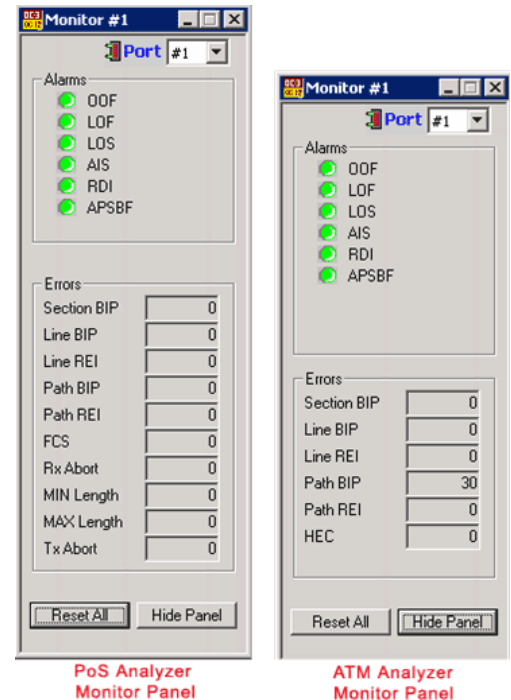 OC3
OC12
Monitor #1
Port #1
Alarms
OOF
LOF
LOS
AIS
RDI
APSBF
Errors
Section BIP 0
Line BIP 0
Line REI 0
Path BIP 0
Path REI 0
FCS 0
Rx Abort 0
MIN Length 0
MAX Length 0
Tx Abort 0
Reset All Hide Panel
PoS Analyzer
Monitor Panel
OC3
OC12
Monitor #1
Port #1
Alarms
OOF
LOF
LOS
AIS
RDI
APSBF
Errors
Section BIP 0
Line BIP 0
Line REI 0
Path BIP 30
Path REI 0
HEC 0
Reset All Hide Panel
ATM Analyzer
Monitor Panel